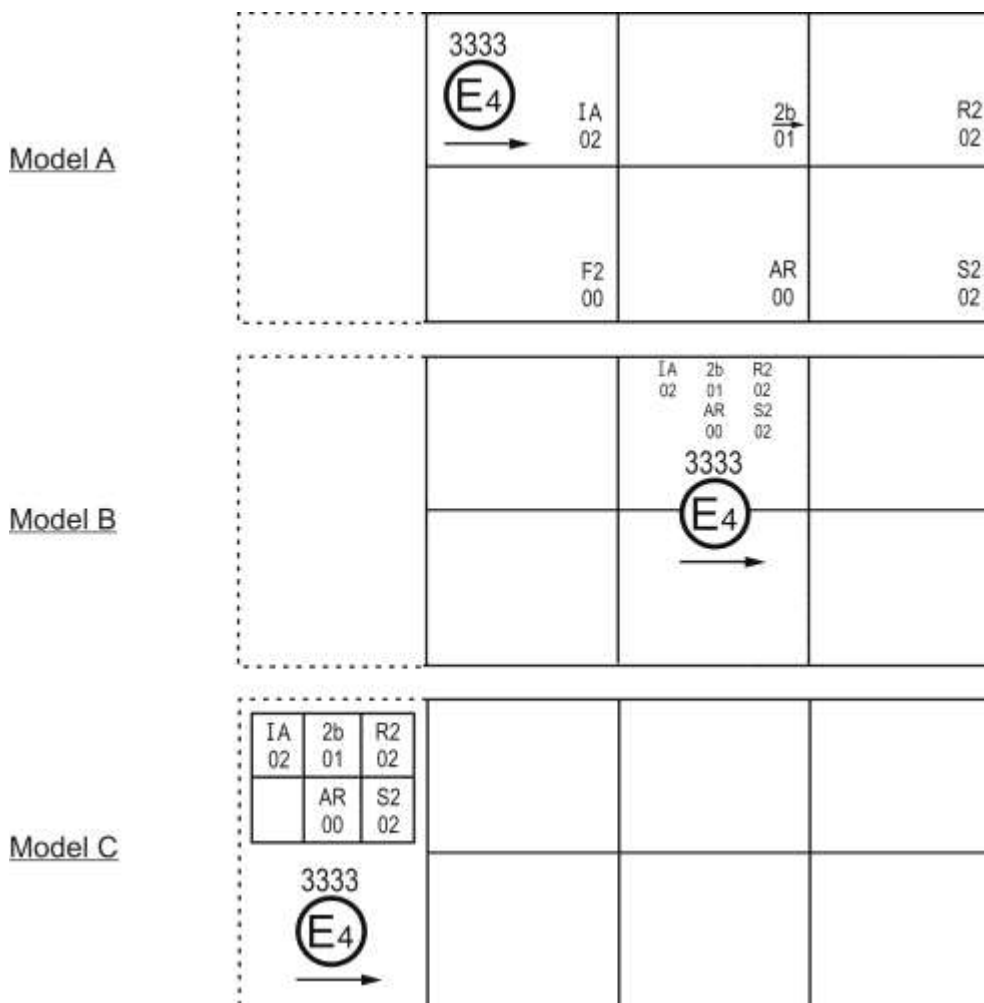 Model A
3333
E4
IA
02
2b
01
R2
02
F2
00
AR
00
S2
02
Model B
IA 2b R2
02 01 02
AR S2
00 02
3333
E4
Model C
IA 2b R2
02 01 02
AR S2
00 02
3333
E4